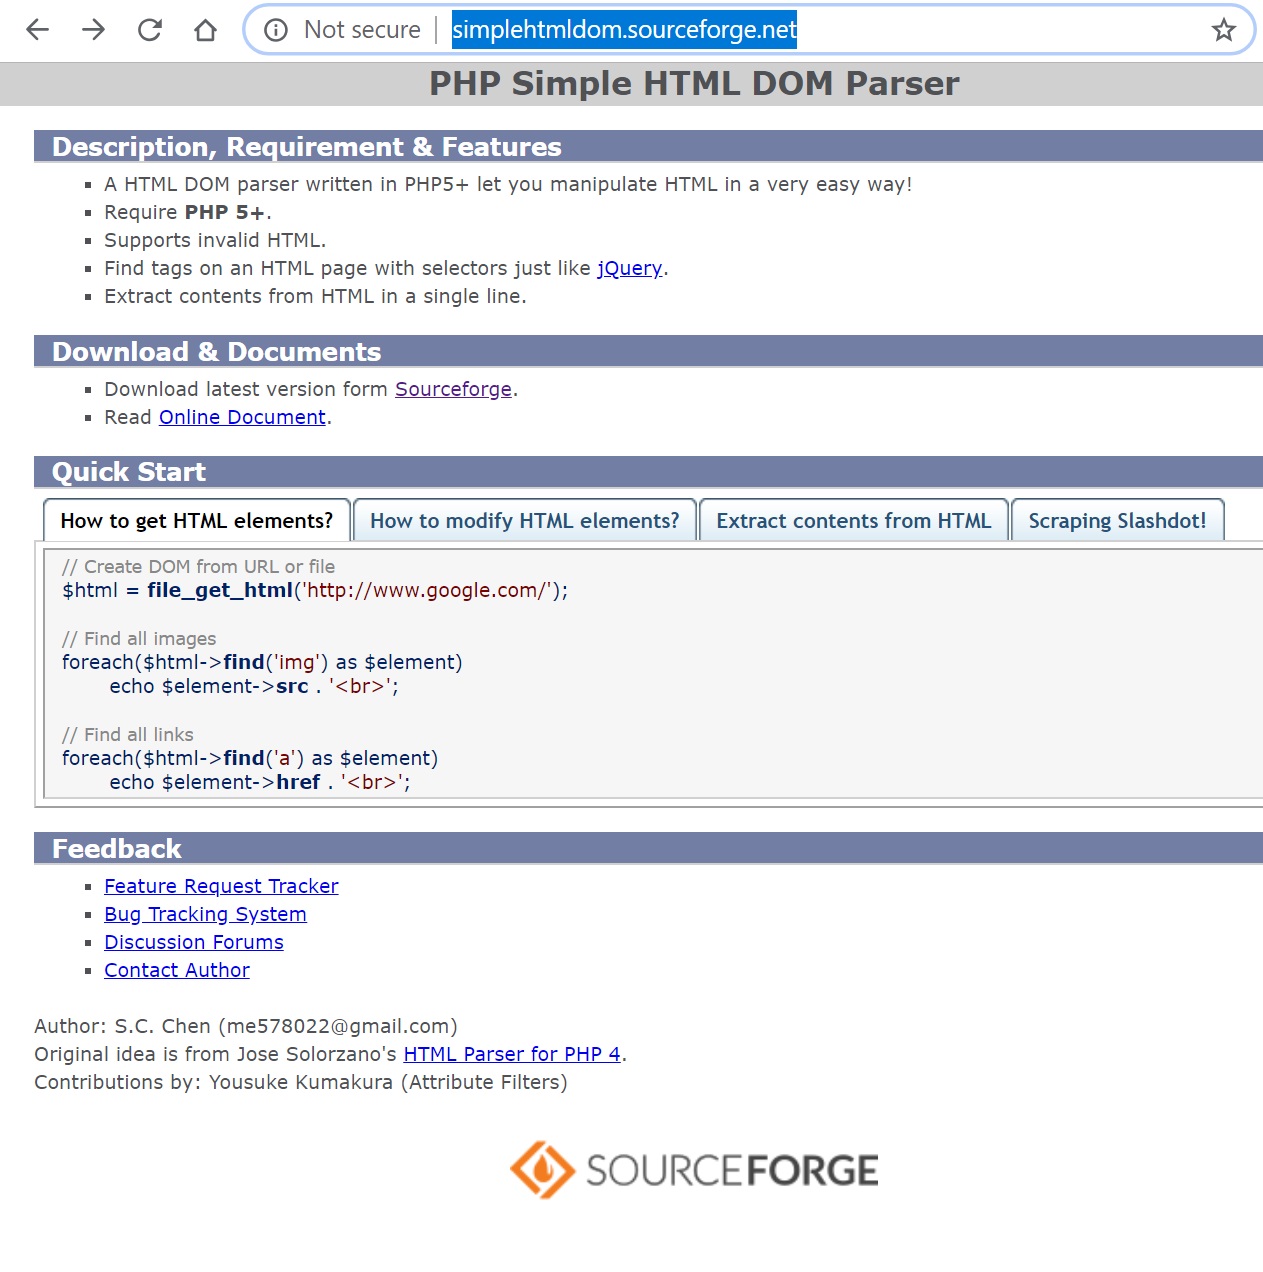 Not secure | simplehtmldom.sourceforge.net
PHP Simple HTML DOM Parser
Description, Requirement & Features
A HTML DOM parser written in PHP5+ let you manipulate HTML in a very easy way!
Require PHP 5+.
Supports invalid HTML.
Find tags on an HTML page with selectors just like jQuery.
Extract contents from HTML in a single line.
Download & Documents
Download latest version form Sourceforge.
Read Online Document.
Quick Start
How to get HTML elements? How to modify HTML elements? Extract contents from HTML Scraping Slashdot!
// Create DOM from URL or file
$html = file_get_html('http://www.google.com/');
// Find all images
foreach($html->find('img') as $element)
echo $element->src . '<br>';
// Find all links
foreach($html->find('a') as $element)
echo $element->href . '<br>';
Feedback
Feature Request Tracker
Bug Tracking System
Discussion Forums
Contact Author
Author: S.C. Chen (me578022@gmail.com)
Original idea is from Jose Solorzano's HTML Parser for PHP 4.
Contributions by: Yousuke Kumakura (Attribute Filters)
SOURCEFORGE